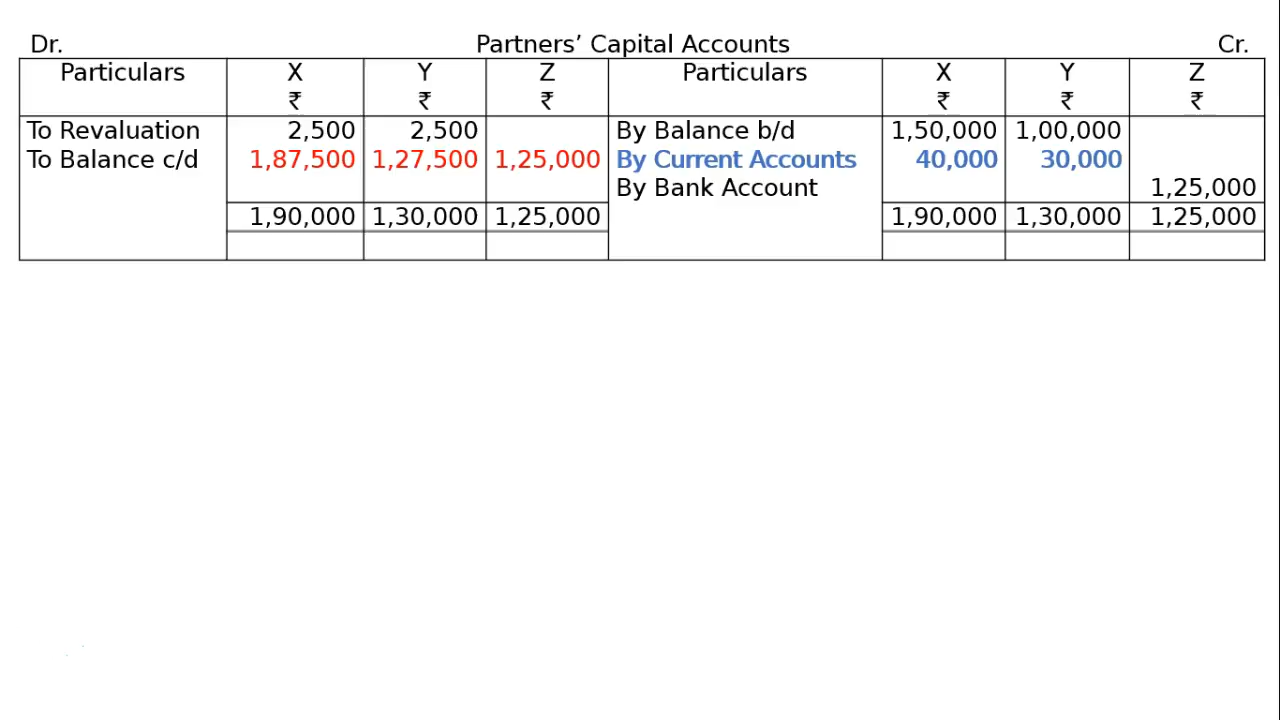 Dr. Partners’ Capital Accounts Cr.
Particulars X Y Z Particulars X Y Z
₹ ₹ ₹ ₹ ₹ ₹
To Revaluation 2,500 2,500 By Balance b/d 1,50,000 1,00,000
To Balance c/d 1,87,500 1,27,500 1,25,000 By Current Accounts 40,000 30,000
By Bank Account 1,25,000
1,90,000 1,30,000 1,25,000 1,90,000 1,30,000 1,25,000